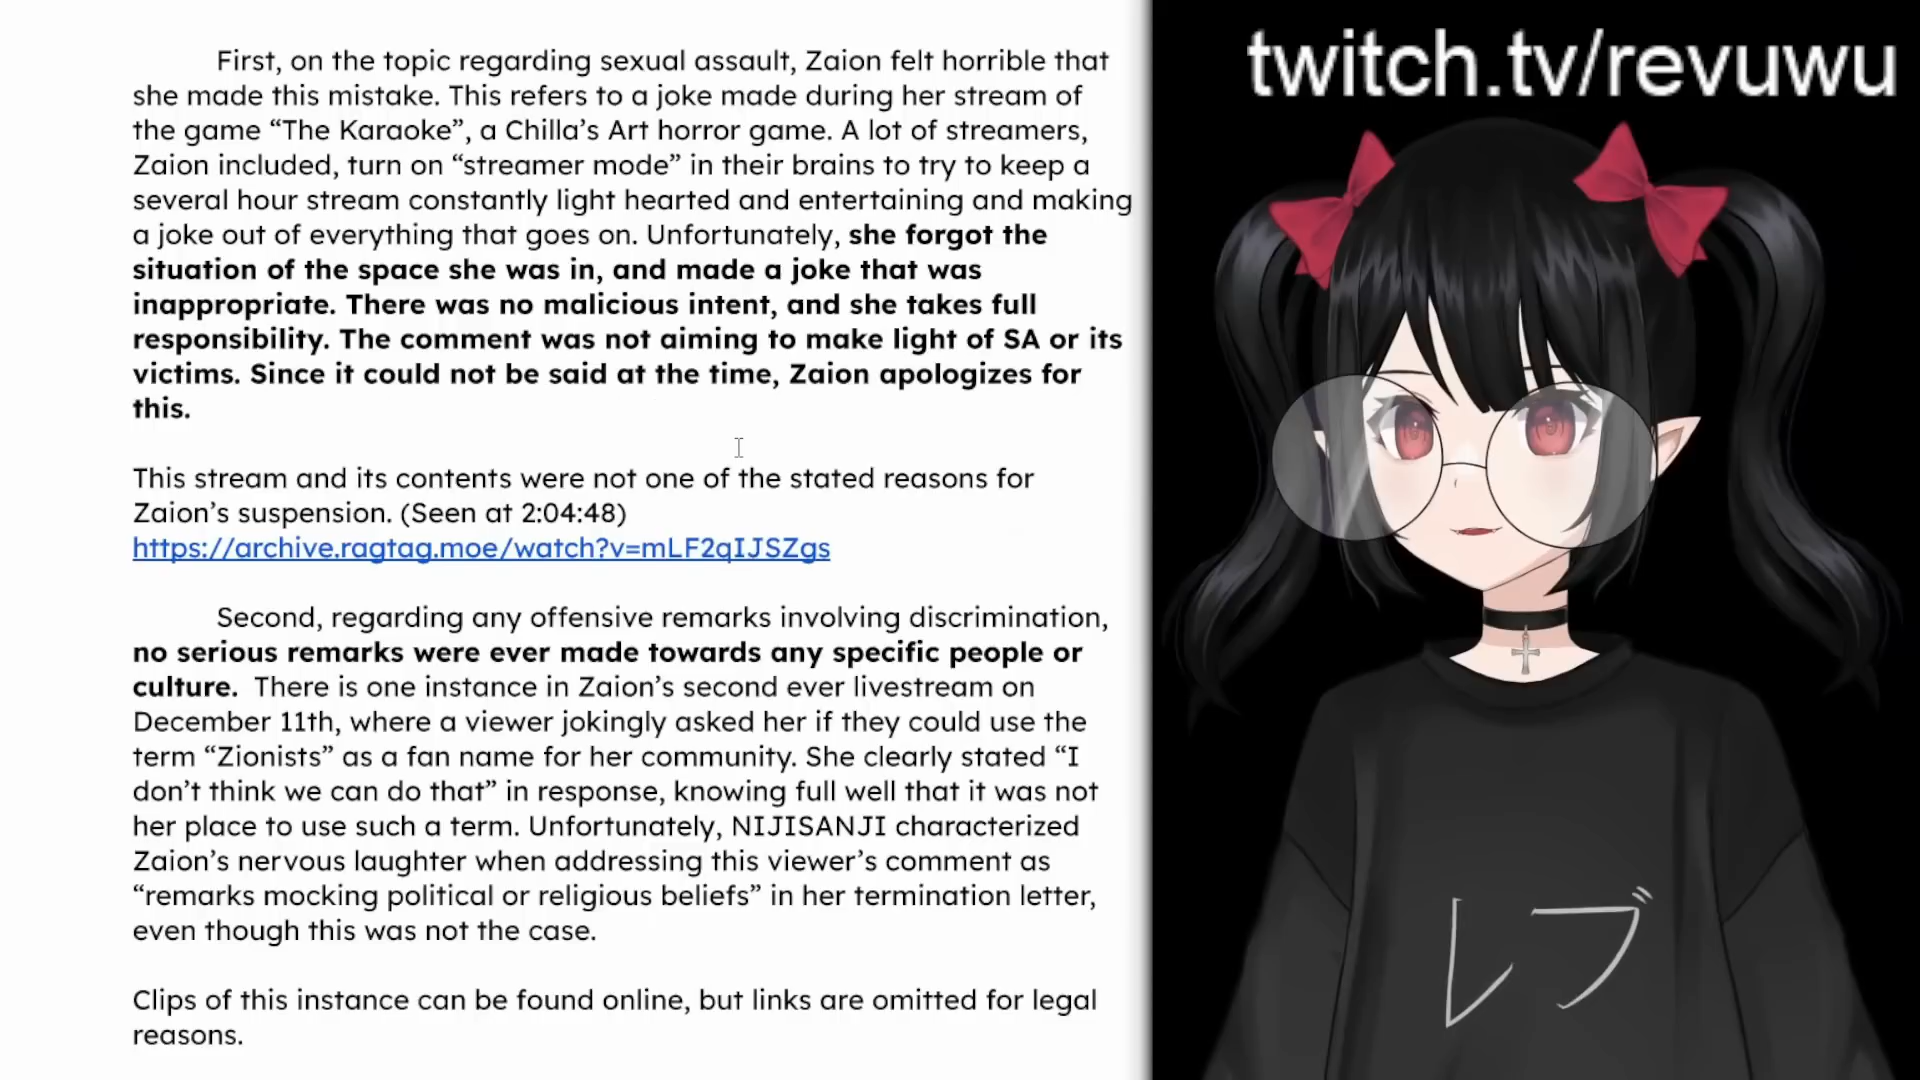 First, on the topic regarding sexual assault, Zaion felt horrible that
she made this mistake. This refers to a joke made during her stream of
the game “The Karaoke”, a Chilla’s Art horror game. A lot of streamers,
Zaion included, turn on “streamer mode” in their brains to try to keep a
several hour stream constantly light hearted and entertaining and making
a joke out of everything that goes on. Unfortunately, she forgot the
situation of the space she was in, and made a joke that was
inappropriate. There was no malicious intent, and she takes full
responsibility. The comment was not aiming to make light of SA or its
victims. Since it could not be said at the time, Zaion apologizes for
this.
This stream and its contents were not one of the stated reasons for
Zaion’s suspension. (Seen at 2:04:48)
https://archive.ragtag.moe/watch?v=mLF2qIJSZgs
Second, regarding any offensive remarks involving discrimination,
no serious remarks were ever made towards any specific people or
culture. There is one instance in Zaion’s second ever livestream on
December 11th, where a viewer jokingly asked her if they could use the
term “Zionists” as a fan name for her community. She clearly stated “I
don’t think we can do that” in response, knowing full well that it was not
her place to use such a term. Unfortunately, NIJISANJI characterized
Zaion’s nervous laughter when addressing this viewer’s comment as
“remarks mocking political or religious beliefs” in her termination letter,
even though this was not the case.
Clips of this instance can be found online, but links are omitted for legal
reasons.
twitch.tv/revuwu
レブ